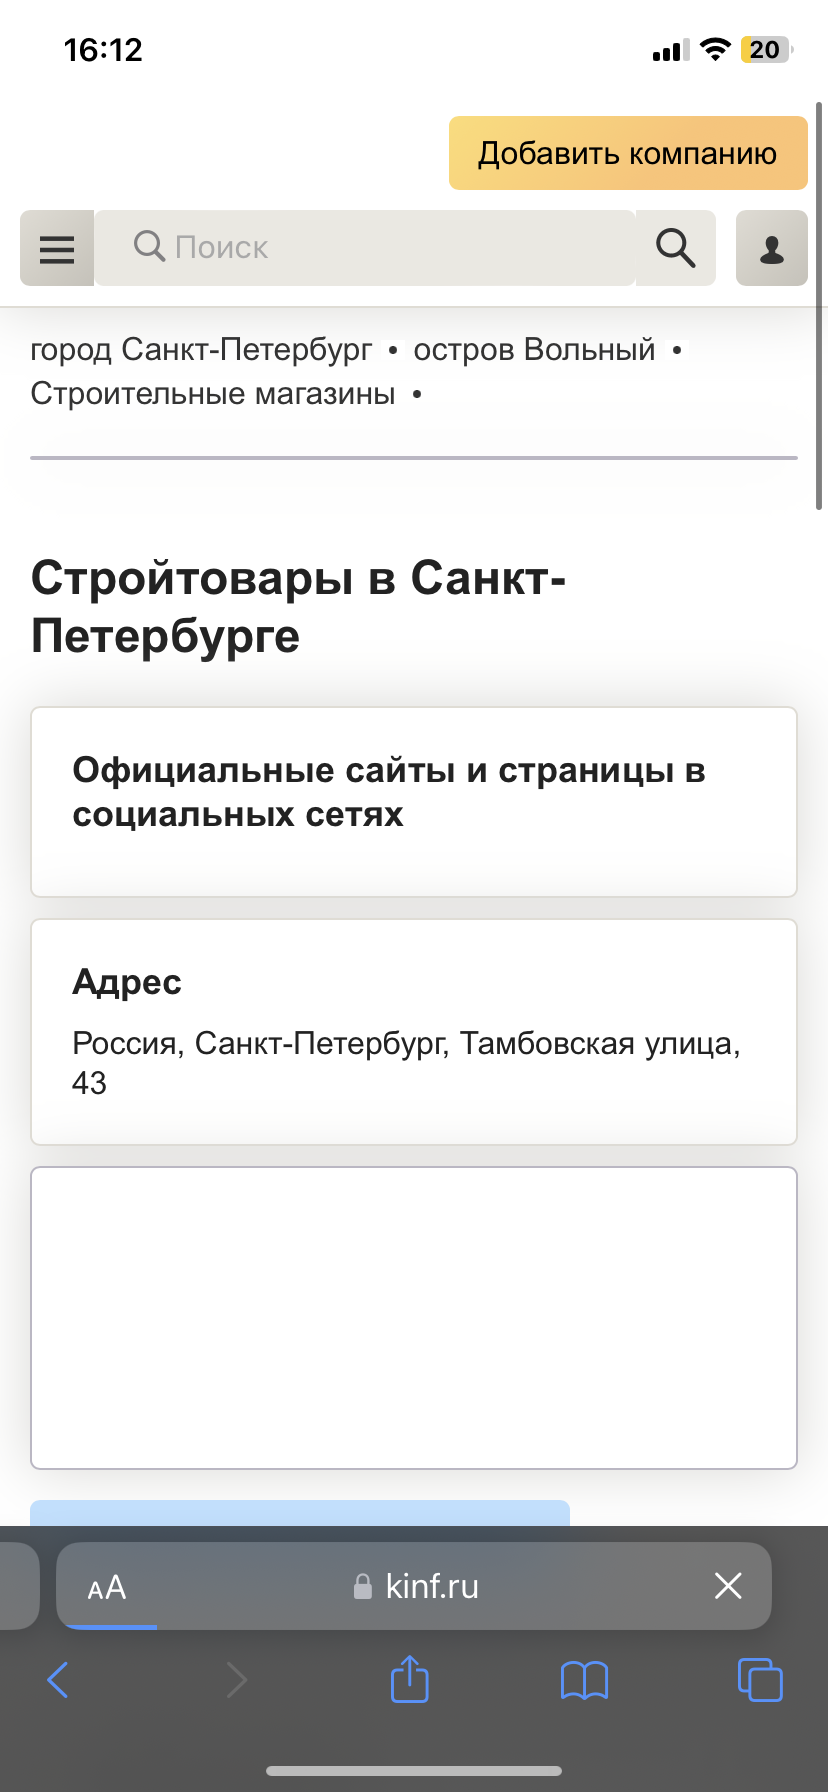 16:12
20
Добавить компанию
Поиск
город Санкт-Петербург • остров Вольный •
Строительные магазины •
Стройтовары в Санкт-
Петербурге
Официальные сайты и страницы в
социальных сетях
Адрес
Россия, Санкт-Петербург, Тамбовская улица,
43
AA
kinf.ru